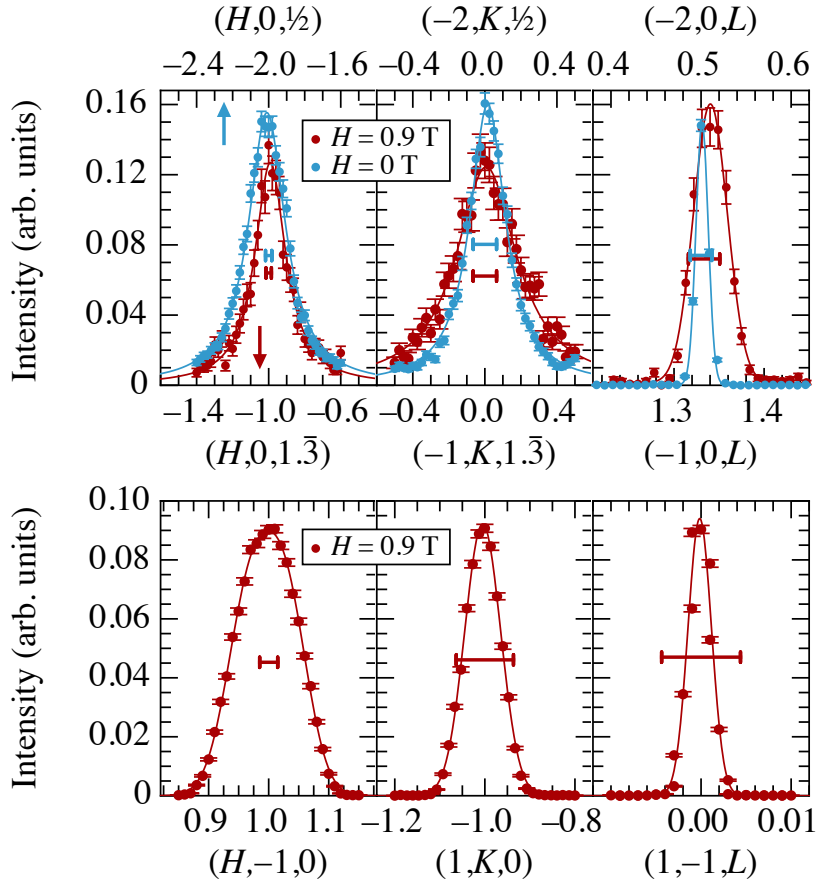 (H,0,½) (−2,K,½) (−2,0,L)
−2.4 −2.0 −1.6 −0.4 0.0 0.4 0.4 0.5 0.6
Intensity (arb. units)
0.16
0.12
0.08
0.04
0
H = 0.9 T
H = 0 T
−1.4 −1.0 −0.6 −0.4 0.0 0.4 1.3 1.4
(H,0,1.3̅) (−1,K,1.3̅) (−1,0,L)
Intensity (arb. units)
0.10
0.08
0.06
0.04
0.02
0
H = 0.9 T
0.9 1.0 1.1 −1.2 −1.0 −0.8 0.00 0.01
(H,−1,0) (1,K,0) (1,−1,L)